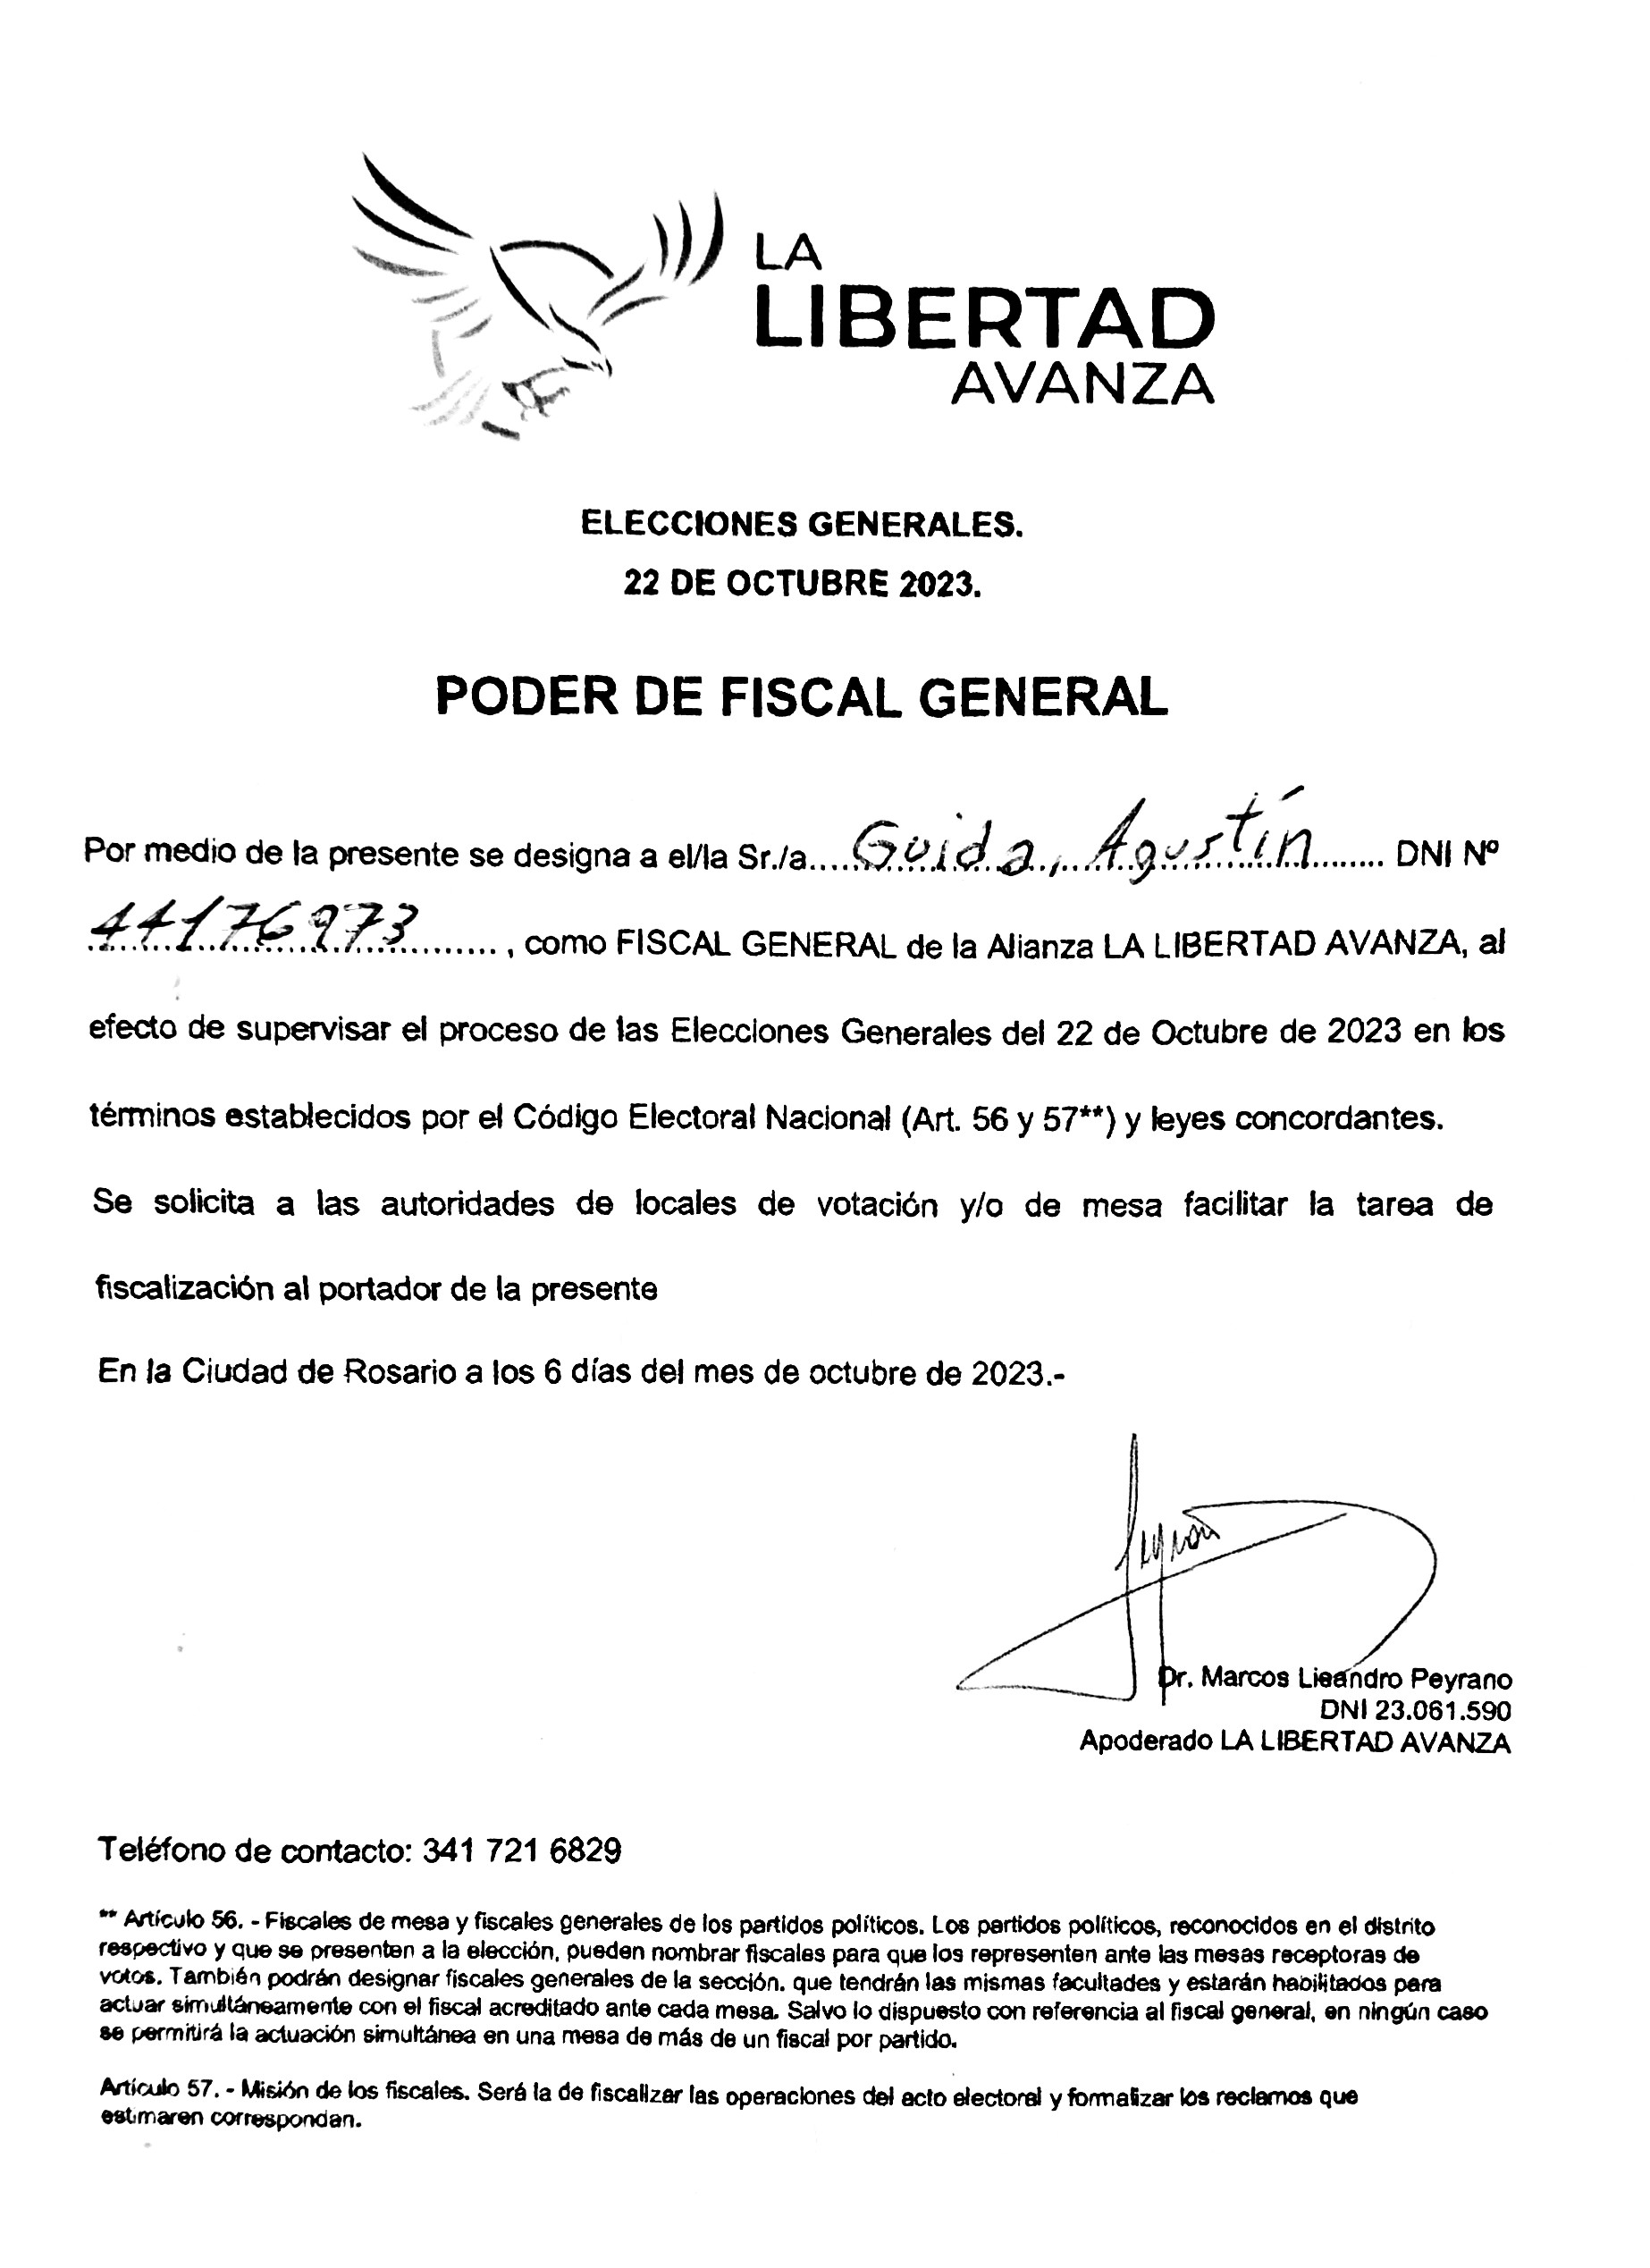 LA
LIBERTAD
AVANZA
ELECCIONES GENERALES.
22 DE OCTUBRE 2023.
PODER DE FISCAL GENERAL
Por medio de la presente se designa a el/la Sr./a....Guida, Agustín........ DNI Nº
44176973........., como FISCAL GENERAL de la Alianza LA LIBERTAD AVANZA, al
efecto de supervisar el proceso de las Elecciones Generales del 22 de Octubre de 2023 en los
términos establecidos por el Código Electoral Nacional (Art. 56 y 57**) y leyes concordantes.
Se solicita a las autoridades de locales de votación y/o de mesa facilitar la tarea de
fiscalización al portador de la presente
En la Ciudad de Rosario a los 6 días del mes de octubre de 2023.-
Dr. Marcos Lisandro Peyrano
DNI 23.061.590
Apoderado LA LIBERTAD AVANZA
Teléfono de contacto: 341 721 6829
** Artículo 56. - Fiscales de mesa y fiscales generales de los partidos políticos. Los partidos políticos, reconocidos en el distrito
respectivo y que se presenten a la elección, pueden nombrar fiscales para que los representen ante las mesas receptoras de
votos. También podrán designar fiscales generales de la sección, que tendrán las mismas facultades y estarán habilitados para
actuar simultáneamente con el fiscal acreditado ante cada mesa. Salvo lo dispuesto con referencia al fiscal general, en ningún caso
se permitirá la actuación simultánea en una mesa de más de un fiscal por partido.
Artículo 57. - Misión de los fiscales. Será la de fiscalizar las operaciones del acto electoral y formalizar los reclamos que
estimaren correspondan.